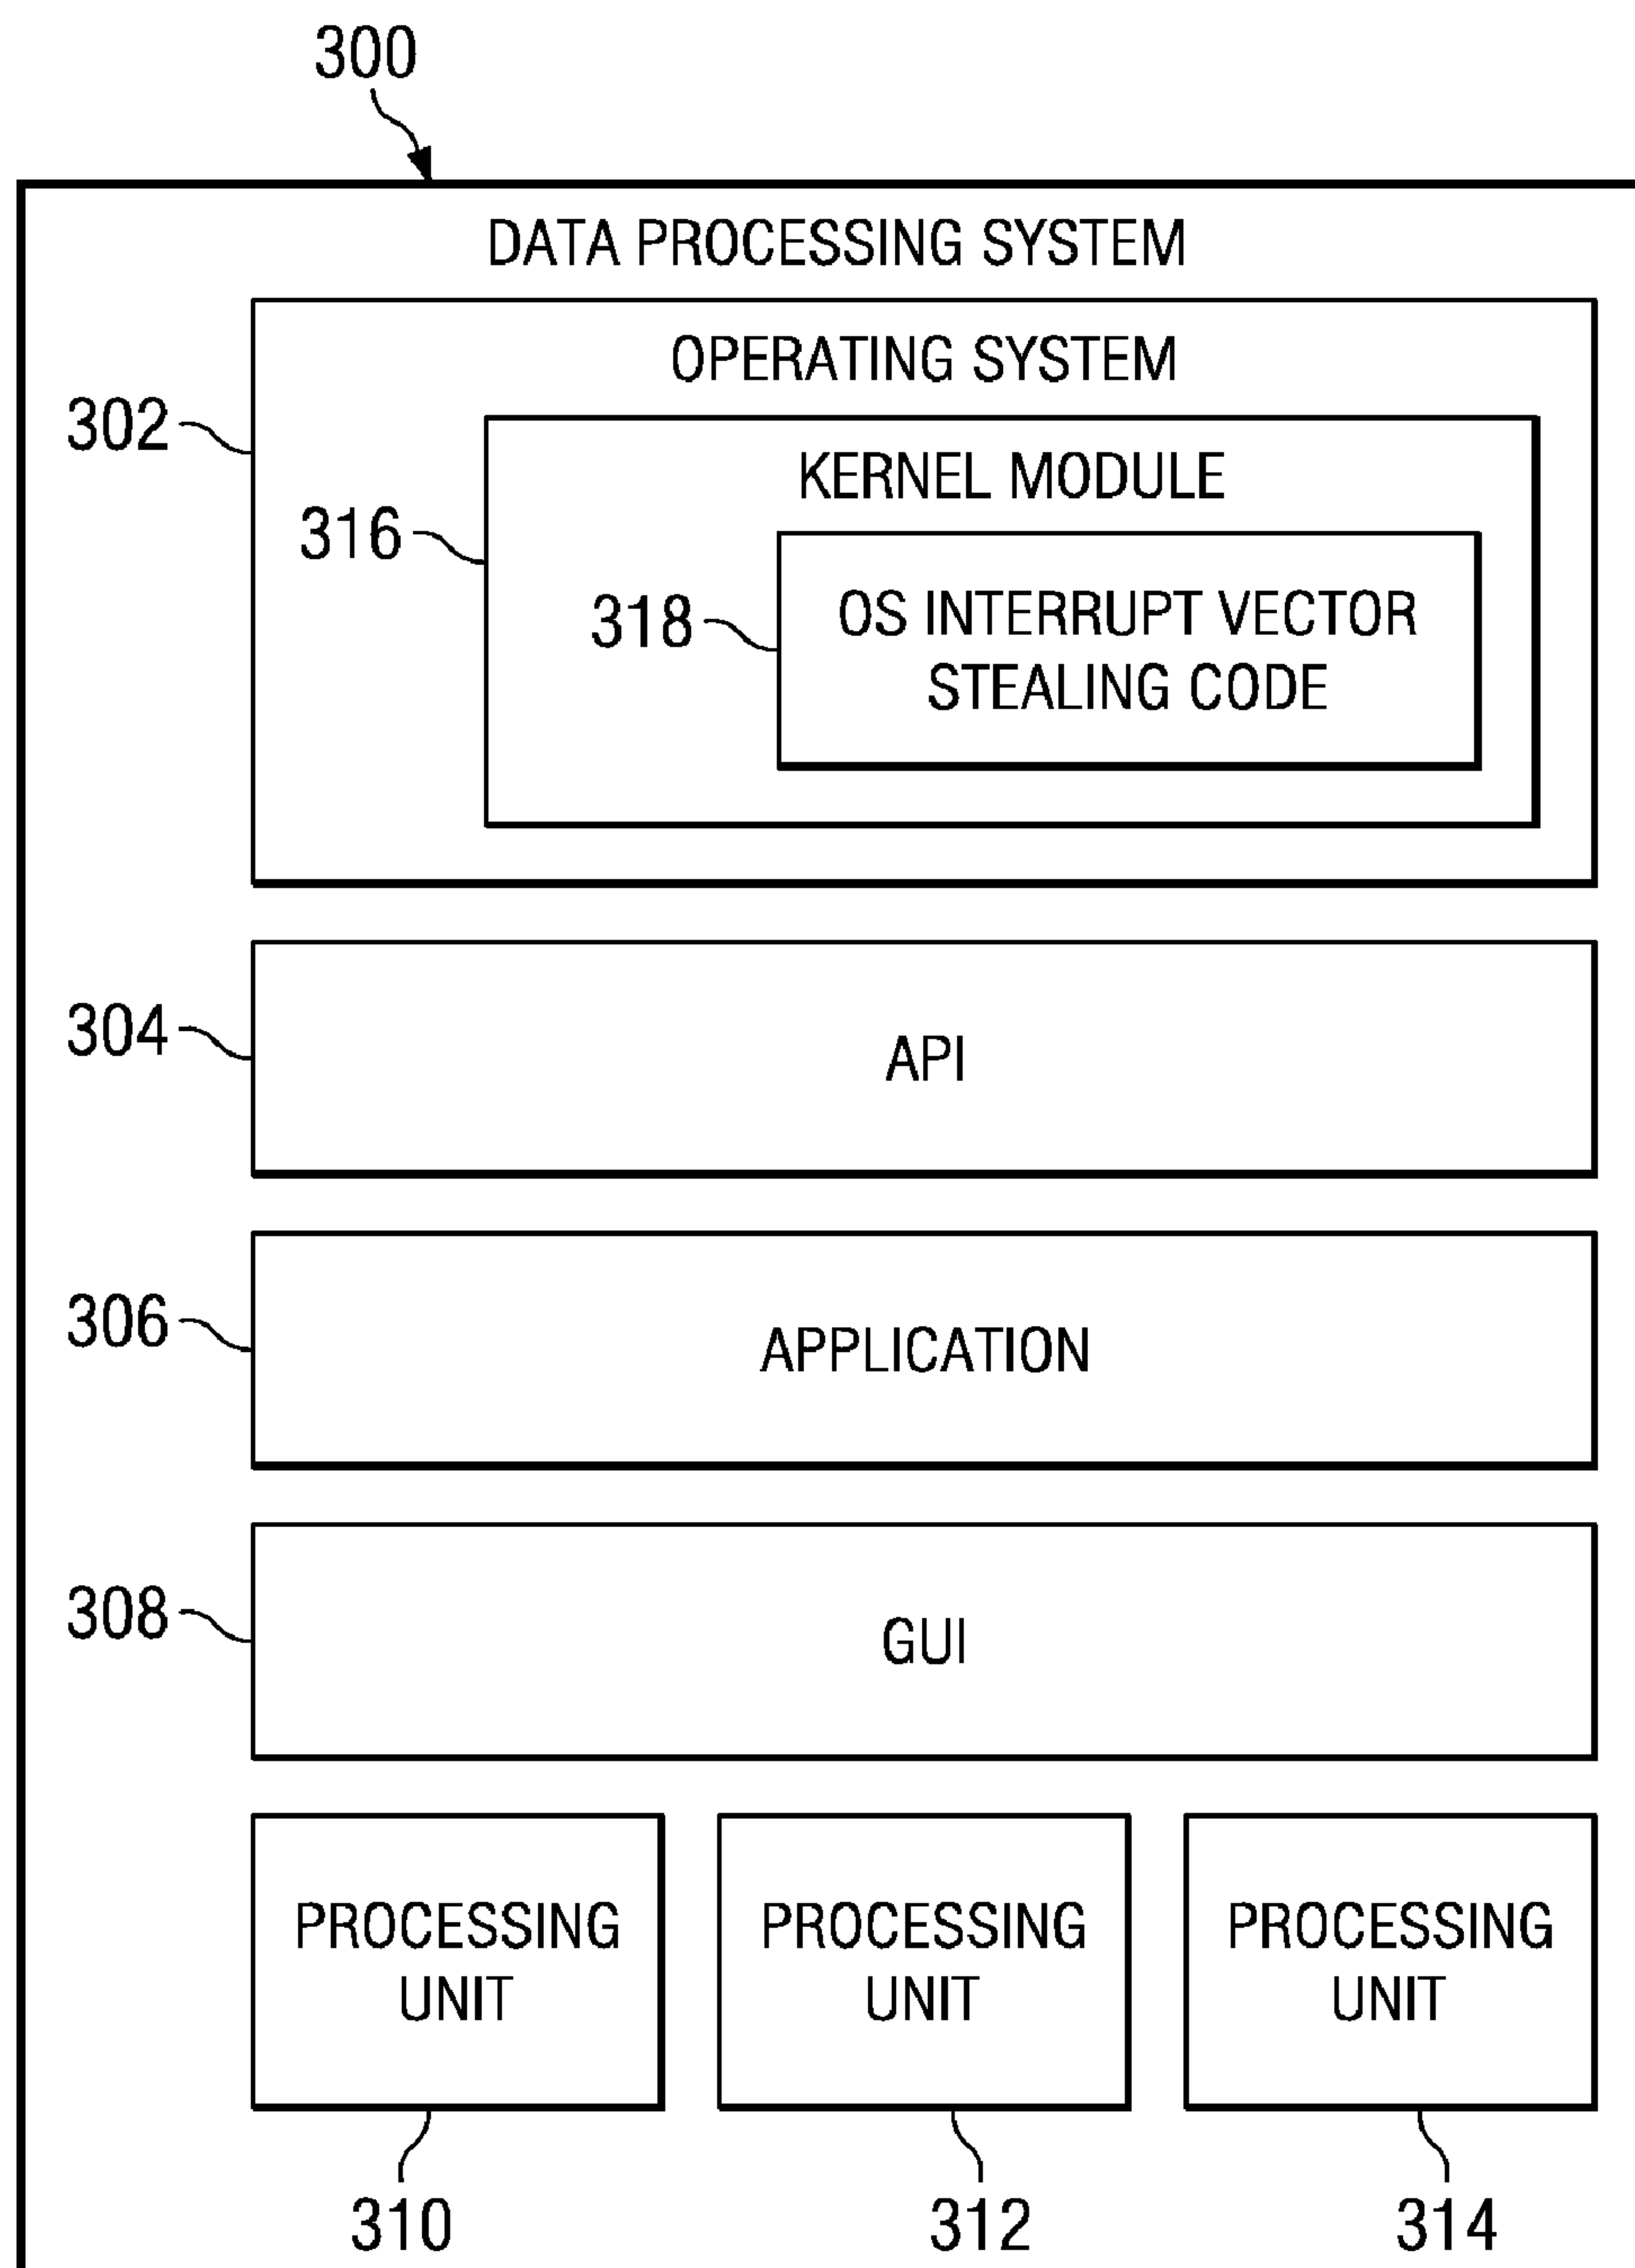 300
DATA PROCESSING SYSTEM
OPERATING SYSTEM
302
KERNEL MODULE
316
OS INTERRUPT VECTOR
318
STEALING CODE
304
API
306
APPLICATION
308
GUI
PROCESSING
UNIT
PROCESSING
UNIT
PROCESSING
UNIT
310
312
314